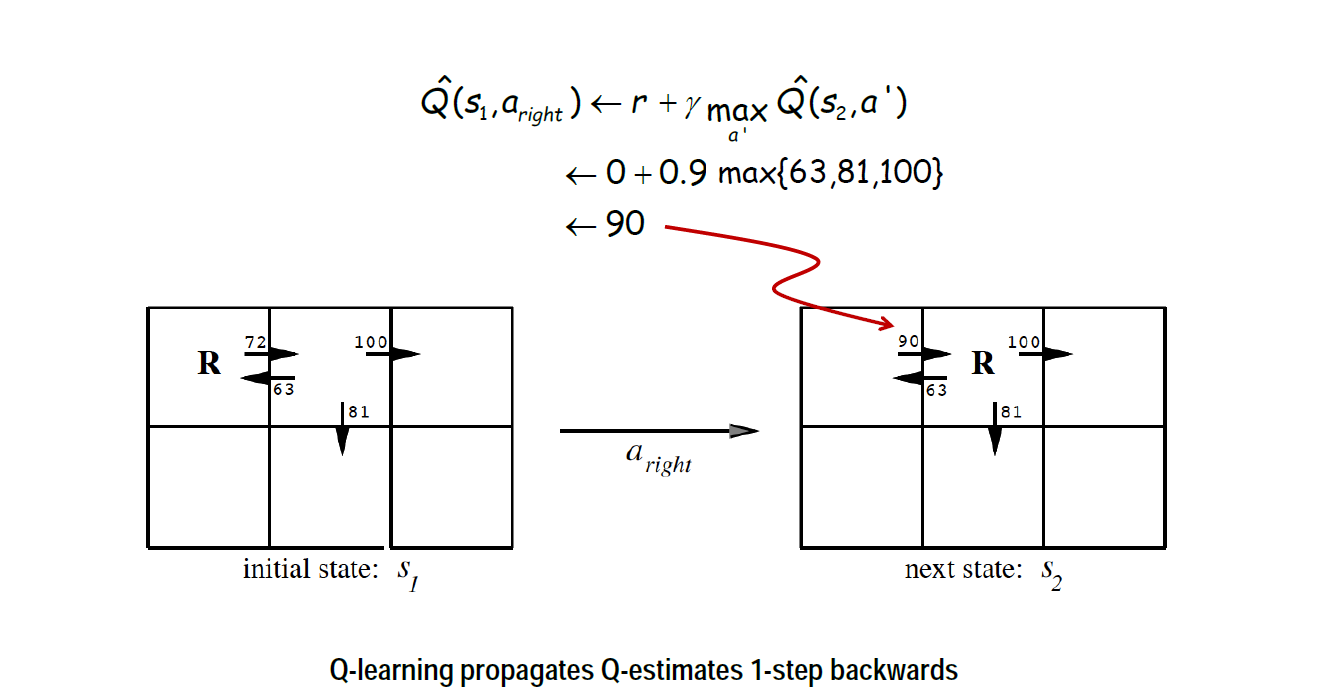 Q̂(s₁,a_right) ← r + γ max_a' Q̂(s₂,a')
← 0 + 0.9 max{63,81,100}
← 90
72 100
R
63
81
90 100
R
63
81
a_right
initial state: s₁
next state: s₂
Q-learning propagates Q-estimates 1-step backwards